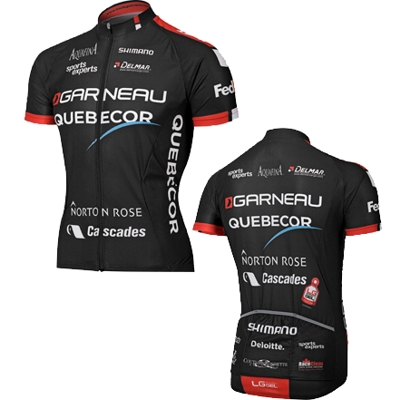 AQUAFINA
SHIMANO
sports
experts
DELMAR
GARNEAU
QUEBECOR
NORTON ROSE
Cascades
QUEBECOR
Fed
sports
experts
AQUAFINA
DELMAR
GARNEAU
QUEBECOR
NORTON ROSE
Cascades
LG
SHIMANO
Deloitte.
sports
experts
LG